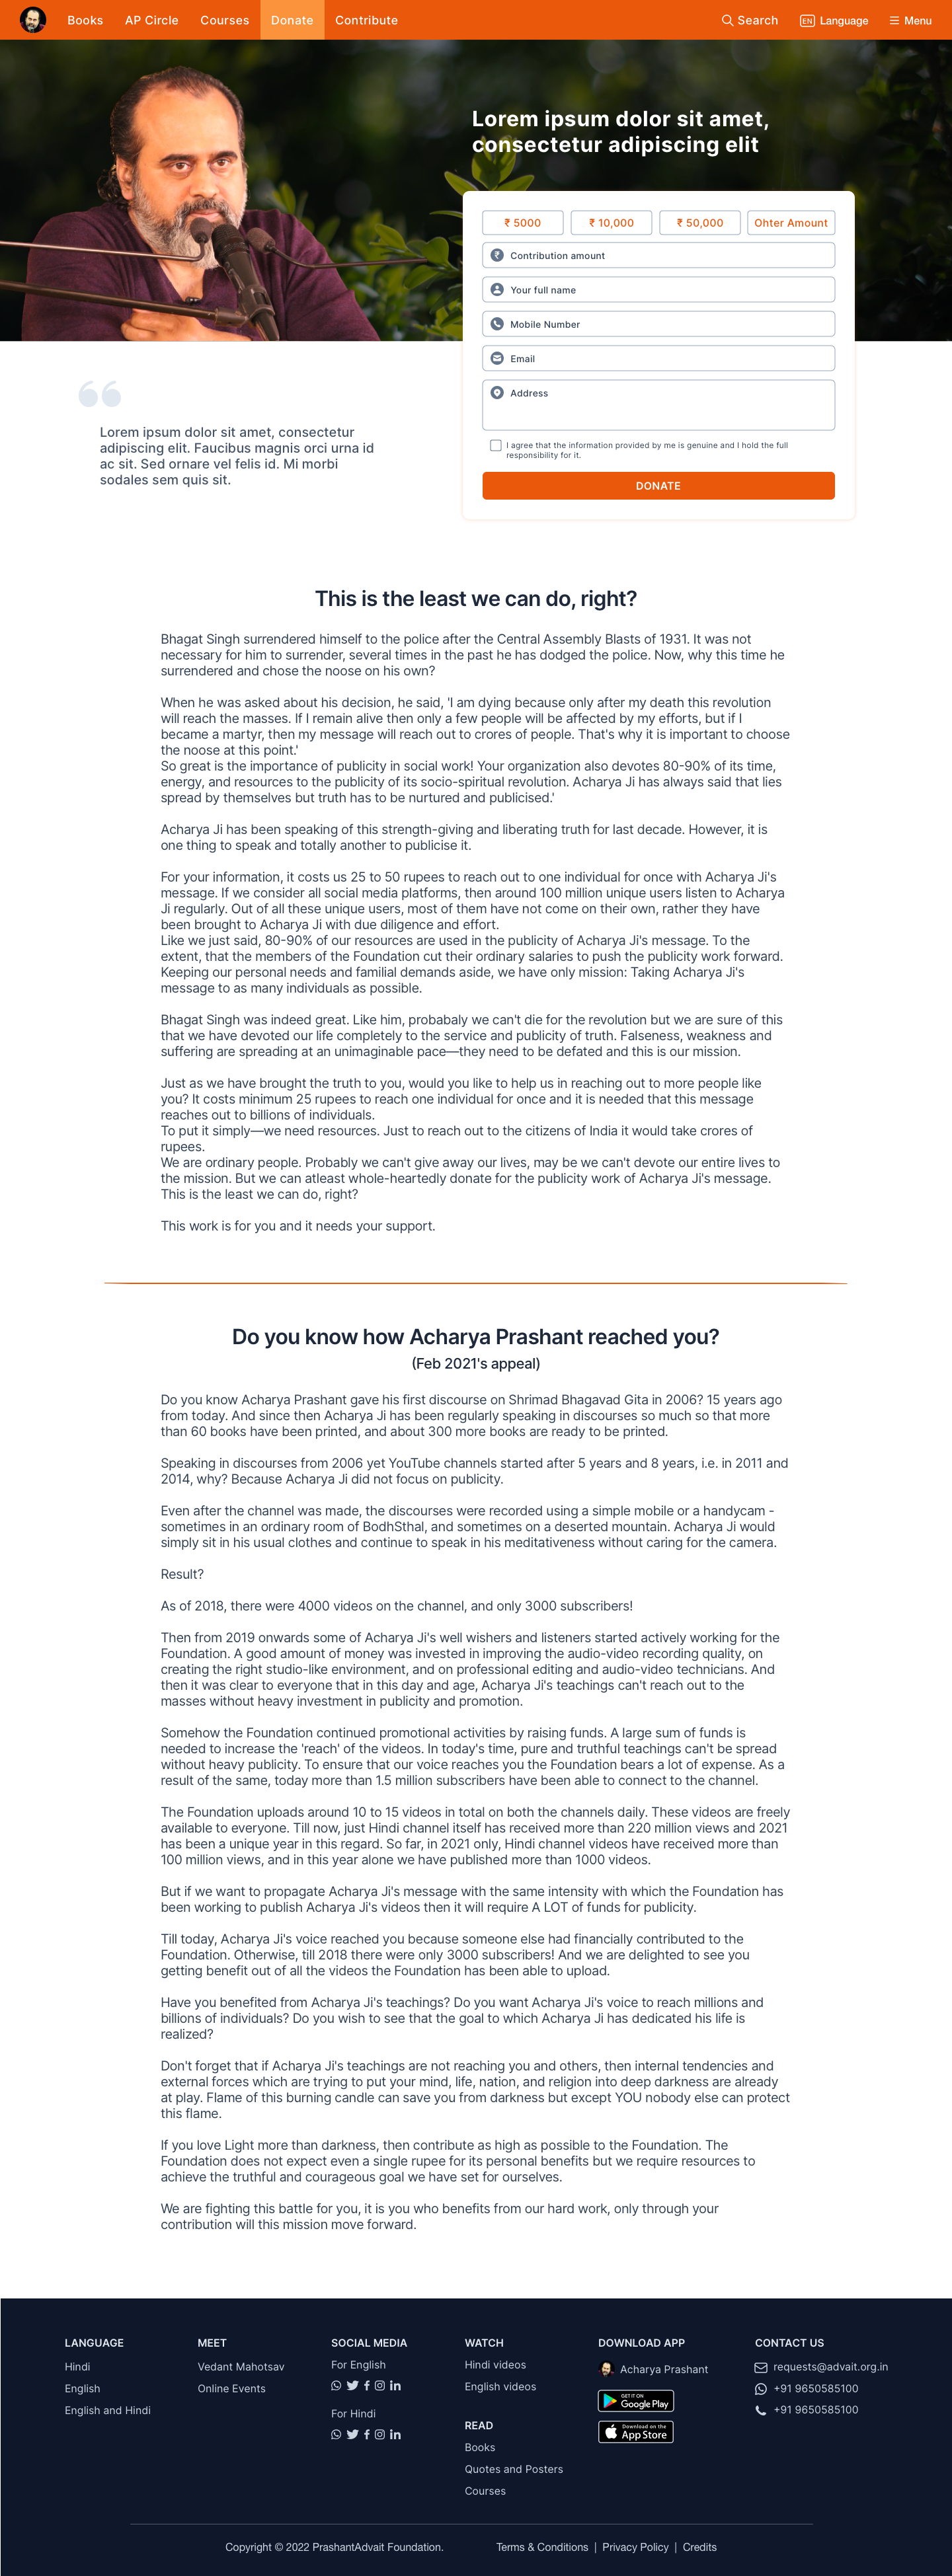 Books AP Circle Courses Donate Contribute Search EN Language Menu
Lorem ipsum dolor sit amet,
consectetur adipiscing elit
₹ 5000 ₹ 10,000 ₹ 50,000 Ohter Amount
Contribution amount
Your full name
Mobile Number
Email
Address
I agree that the information provided by me is genuine and I hold the full
responsibility for it.
DONATE
Lorem ipsum dolor sit amet, consectetur
adipiscing elit. Faucibus magnis orci urna id
ac sit. Sed ornare vel felis id. Mi morbi
sodales sem quis sit.
This is the least we can do, right?
Bhagat Singh surrendered himself to the police after the Central Assembly Blasts of 1931. It was not
necessary for him to surrender, several times in the past he has dodged the police. Now, why this time he
surrendered and chose the noose on his own?
When he was asked about his decision, he said, 'I am dying because only after my death this revolution
will reach the masses. If I remain alive then only a few people will be affected by my efforts, but if I
became a martyr, then my message will reach out to crores of people. That's why it is important to choose
the noose at this point.'
So great is the importance of publicity in social work! Your organization also devotes 80-90% of its time,
energy, and resources to the publicity of its socio-spiritual revolution. Acharya Ji has always said that lies
spread by themselves but truth has to be nurtured and publicised.'
Acharya Ji has been speaking of this strength-giving and liberating truth for last decade. However, it is
one thing to speak and totally another to publicise it.
For your information, it costs us 25 to 50 rupees to reach out to one individual for once with Acharya Ji's
message. If we consider all social media platforms, then around 100 million unique users listen to Acharya
Ji regularly. Out of all these unique users, most of them have not come on their own, rather they have
been brought to Acharya Ji with due diligence and effort.
Like we just said, 80-90% of our resources are used in the publicity of Acharya Ji's message. To the
extent, that the members of the Foundation cut their ordinary salaries to push the publicity work forward.
Keeping our personal needs and familial demands aside, we have only mission: Taking Acharya Ji's
message to as many individuals as possible.
Bhagat Singh was indeed great. Like him, probabaly we can't die for the revolution but we are sure of this
that we have devoted our life completely to the service and publicity of truth. Falseness, weakness and
suffering are spreading at an unimaginable pace—they need to be defated and this is our mission.
Just as we have brought the truth to you, would you like to help us in reaching out to more people like
you? It costs minimum 25 rupees to reach one individual for once and it is needed that this message
reaches out to billions of individuals.
To put it simply—we need resources. Just to reach out to the citizens of India it would take crores of
rupees.
We are ordinary people. Probably we can't give away our lives, may be we can't devote our entire lives to
the mission. But we can atleast whole-heartedly donate for the publicity work of Acharya Ji's message.
This is the least we can do, right?
This work is for you and it needs your support.
Do you know how Acharya Prashant reached you?
(Feb 2021's appeal)
Do you know Acharya Prashant gave his first discourse on Shrimad Bhagavad Gita in 2006? 15 years ago
from today. And since then Acharya Ji has been regularly speaking in discourses so much so that more
than 60 books have been printed, and about 300 more books are ready to be printed.
Speaking in discourses from 2006 yet YouTube channels started after 5 years and 8 years, i.e. in 2011 and
2014, why? Because Acharya Ji did not focus on publicity.
Even after the channel was made, the discourses were recorded using a simple mobile or a handycam -
sometimes in an ordinary room of BodhSthal, and sometimes on a deserted mountain. Acharya Ji would
simply sit in his usual clothes and continue to speak in his meditativeness without caring for the camera.
Result?
As of 2018, there were 4000 videos on the channel, and only 3000 subscribers!
Then from 2019 onwards some of Acharya Ji's well wishers and listeners started actively working for the
Foundation. A good amount of money was invested in improving the audio-video recording quality, on
creating the right studio-like environment, and on professional editing and audio-video technicians. And
then it was clear to everyone that in this day and age, Acharya Ji's teachings can't reach out to the
masses without heavy investment in publicity and promotion.
Somehow the Foundation continued promotional activities by raising funds. A large sum of funds is
needed to increase the 'reach' of the videos. In today's time, pure and truthful teachings can't be spread
without heavy publicity. To ensure that our voice reaches you the Foundation bears a lot of expense. As a
result of the same, today more than 1.5 million subscribers have been able to connect to the channel.
The Foundation uploads around 10 to 15 videos in total on both the channels daily. These videos are freely
available to everyone. Till now, just Hindi channel itself has received more than 220 million views and 2021
has been a unique year in this regard. So far, in 2021 only, Hindi channel videos have received more than
100 million views, and in this year alone we have published more than 1000 videos.
But if we want to propagate Acharya Ji's message with the same intensity with which the Foundation has
been working to publish Acharya Ji's videos then it will require A LOT of funds for publicity.
Till today, Acharya Ji's voice reached you because someone else had financially contributed to the
Foundation. Otherwise, till 2018 there were only 3000 subscribers! And we are delighted to see you
getting benefit out of all the videos the Foundation has been able to upload.
Have you benefited from Acharya Ji's teachings? Do you want Acharya Ji's voice to reach millions and
billions of individuals? Do you wish to see that the goal to which Acharya Ji has dedicated his life is
realized?
Don't forget that if Acharya Ji's teachings are not reaching you and others, then internal tendencies and
external forces which are trying to put your mind, life, nation, and religion into deep darkness are already
at play. Flame of this burning candle can save you from darkness but except YOU nobody else can protect
this flame.
If you love Light more than darkness, then contribute as high as possible to the Foundation. The
Foundation does not expect even a single rupee for its personal benefits but we require resources to
achieve the truthful and courageous goal we have set for ourselves.
We are fighting this battle for you, it is you who benefits from our hard work, only through your
contribution will this mission move forward.
LANGUAGE
Hindi
English
English and Hindi
MEET
Vedant Mahotsav
Online Events
SOCIAL MEDIA
For English
For Hindi
WATCH
Hindi videos
English videos
READ
Books
Quotes and Posters
Courses
DOWNLOAD APP
Acharya Prashant
GET IT ON
Google Play
Download on the
App Store
CONTACT US
requests@advait.org.in
+91 9650585100
+91 9650585100
Copyright © 2022 PrashantAdvait Foundation. Terms & Conditions | Privacy Policy | Credits